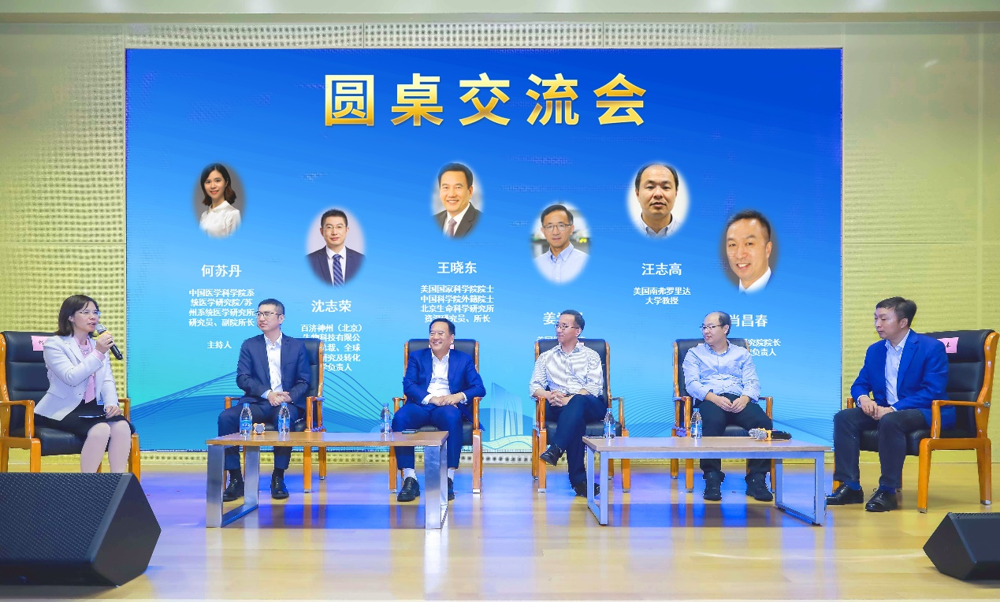 圆桌交流会
何苏丹
中国医学科学院系
统医学研究院/苏
州系统医学研究所
研究员、副院长
主持人
沈志荣
百济神州（北京）
生物科技有限公
总裁、全球
研究及转化
负责人
王晓东
美国国家科学院院士
中国科学院外籍院士
北京生命科学研究所
资深研究员、所长
姜
汪志高
美国南弗罗里达
大学教授
肖昌春
研究院院长
负责人